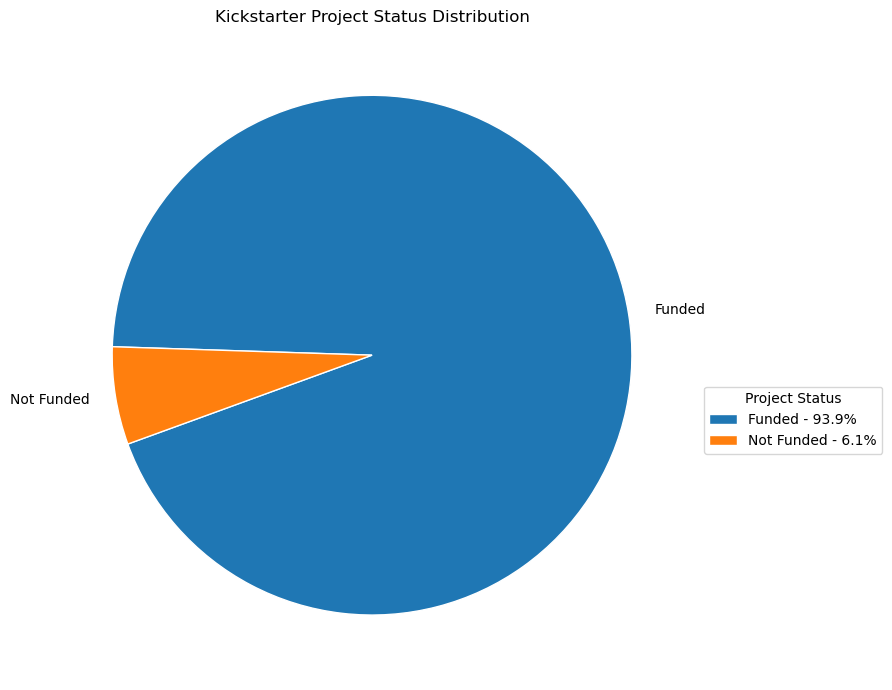 Kickstarter Project Status Distribution
Funded
Not Funded
Project Status
Funded - 93.9%
Not Funded - 6.1%